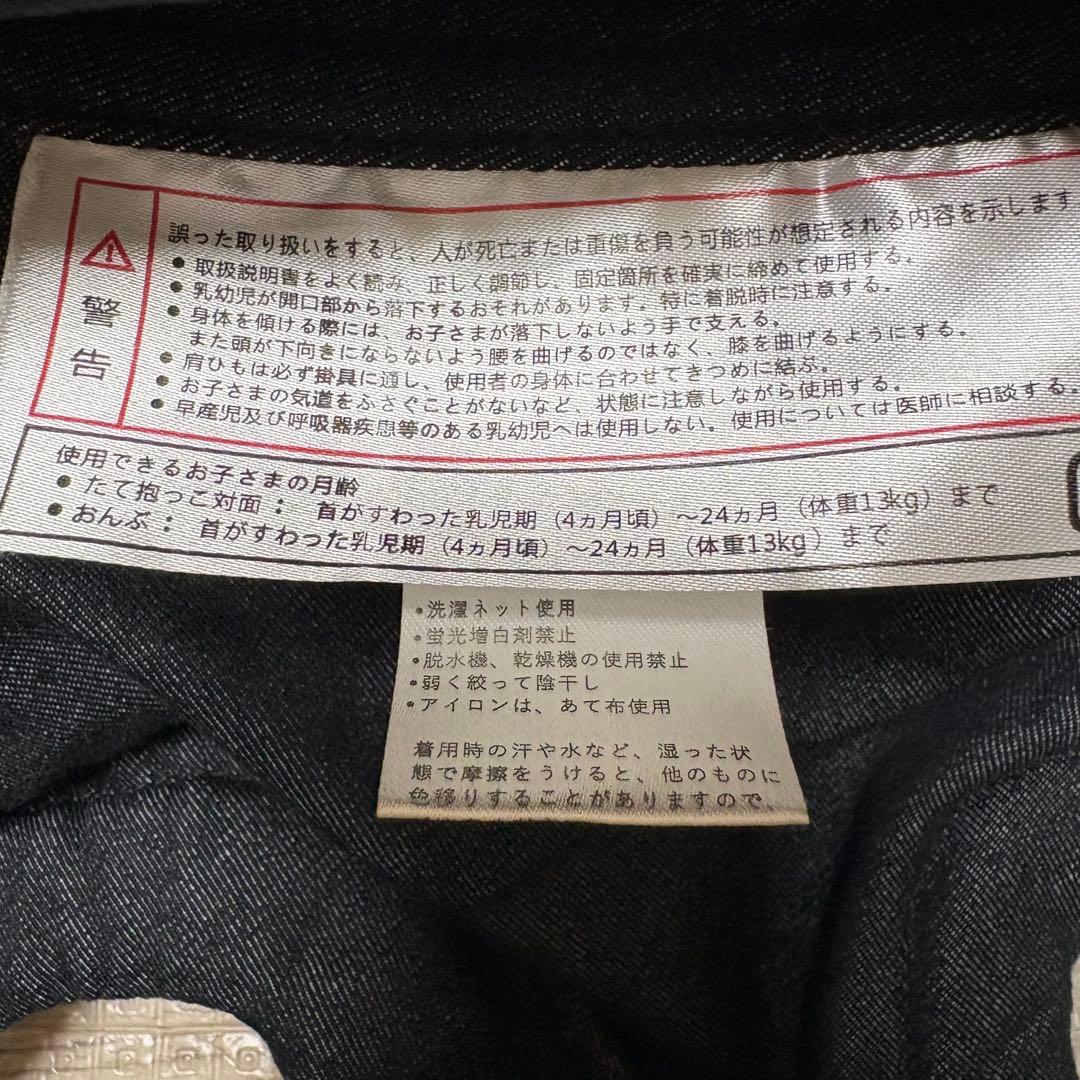 警告
誤った取り扱いをすると、人が死亡または重傷を負う可能性が想定される内容を示します
● 取扱説明書をよく読み、正しく調節し、固定箇所を確実に締めて使用する。
● 乳幼児が開口部から落下するおそれがあります。特に着脱時に注意する。
● 身体を傾ける際には、お子さまが落下しないよう手で支える。
また頭が下向きにならないよう腰を曲げるのではなく、膝を曲げるようにする。
● 肩ひもは必ず掛具に通し、使用者の身体に合わせてきつめに結ぶ。
● お子さまの気道をふさぐことがないなど、状態に注意しながら使用する。
● 早産児及び呼吸器疾患等のある乳幼児へは使用しない。使用については医師に相談する。
使用できるお子さまの月齢
● たて抱っこ対面： 首がすわった乳児期（4ヵ月頃）～24ヵ月（体重13kg）まで
● おんぶ： 首がすわった乳児期（4ヵ月頃）～24ヵ月（体重13kg）まで
・洗濯ネット使用
・蛍光増白剤禁止
・脱水機、乾燥機の使用禁止
・弱く絞って陰干し
・アイロンは、あて布使用
着用時の汗や水など、湿った状
態で摩擦をうけると、他のものに
色移りすることがありますので、